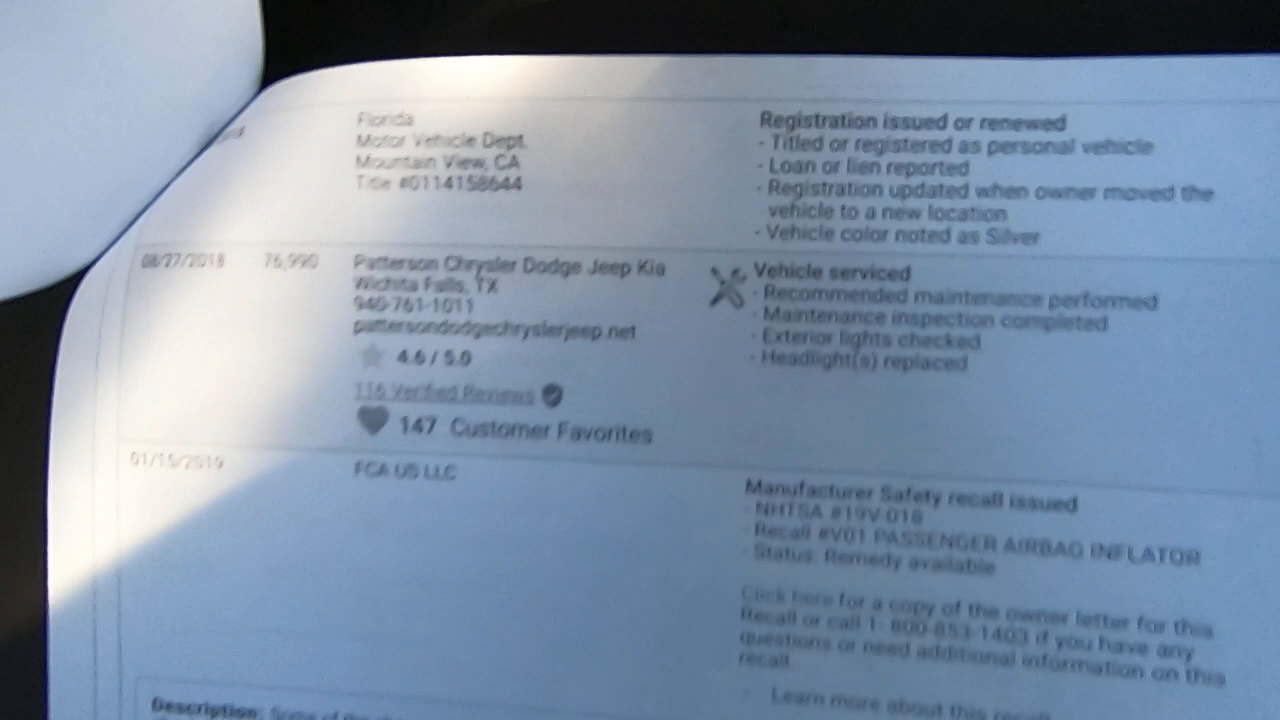 Florida
Motor Vehicle Dept.
Mountain View, CA
Title #0114158644
Registration issued or renewed
- Titled or registered as personal vehicle
- Loan or lien reported
- Registration updated when owner moved the
vehicle to a new location
- Vehicle color noted as Silver
08/27/2018 76,990
Patterson Chrysler Dodge Jeep Kia
Wichita Falls, TX
940-761-1011
pattersondodgechryslerjeep.net
4.6 / 5.0
116 Verified Reviews
147 Customer Favorites
Vehicle serviced
- Recommended maintenance performed
- Maintenance inspection completed
- Exterior lights checked
- Headlight(s) replaced
01/15/2019
FCA US LLC
Manufacturer Safety recall issued
- NHTSA #19V-018
- Recall #V01 PASSENGER AIRBAG INFLATOR
- Status: Remedy available
Click here for a copy of the owner letter for this
Recall or call 1- 800-853-1403 if you have any
questions or need additional information on this
recall.
- Learn more about this recall
Description: Some of the